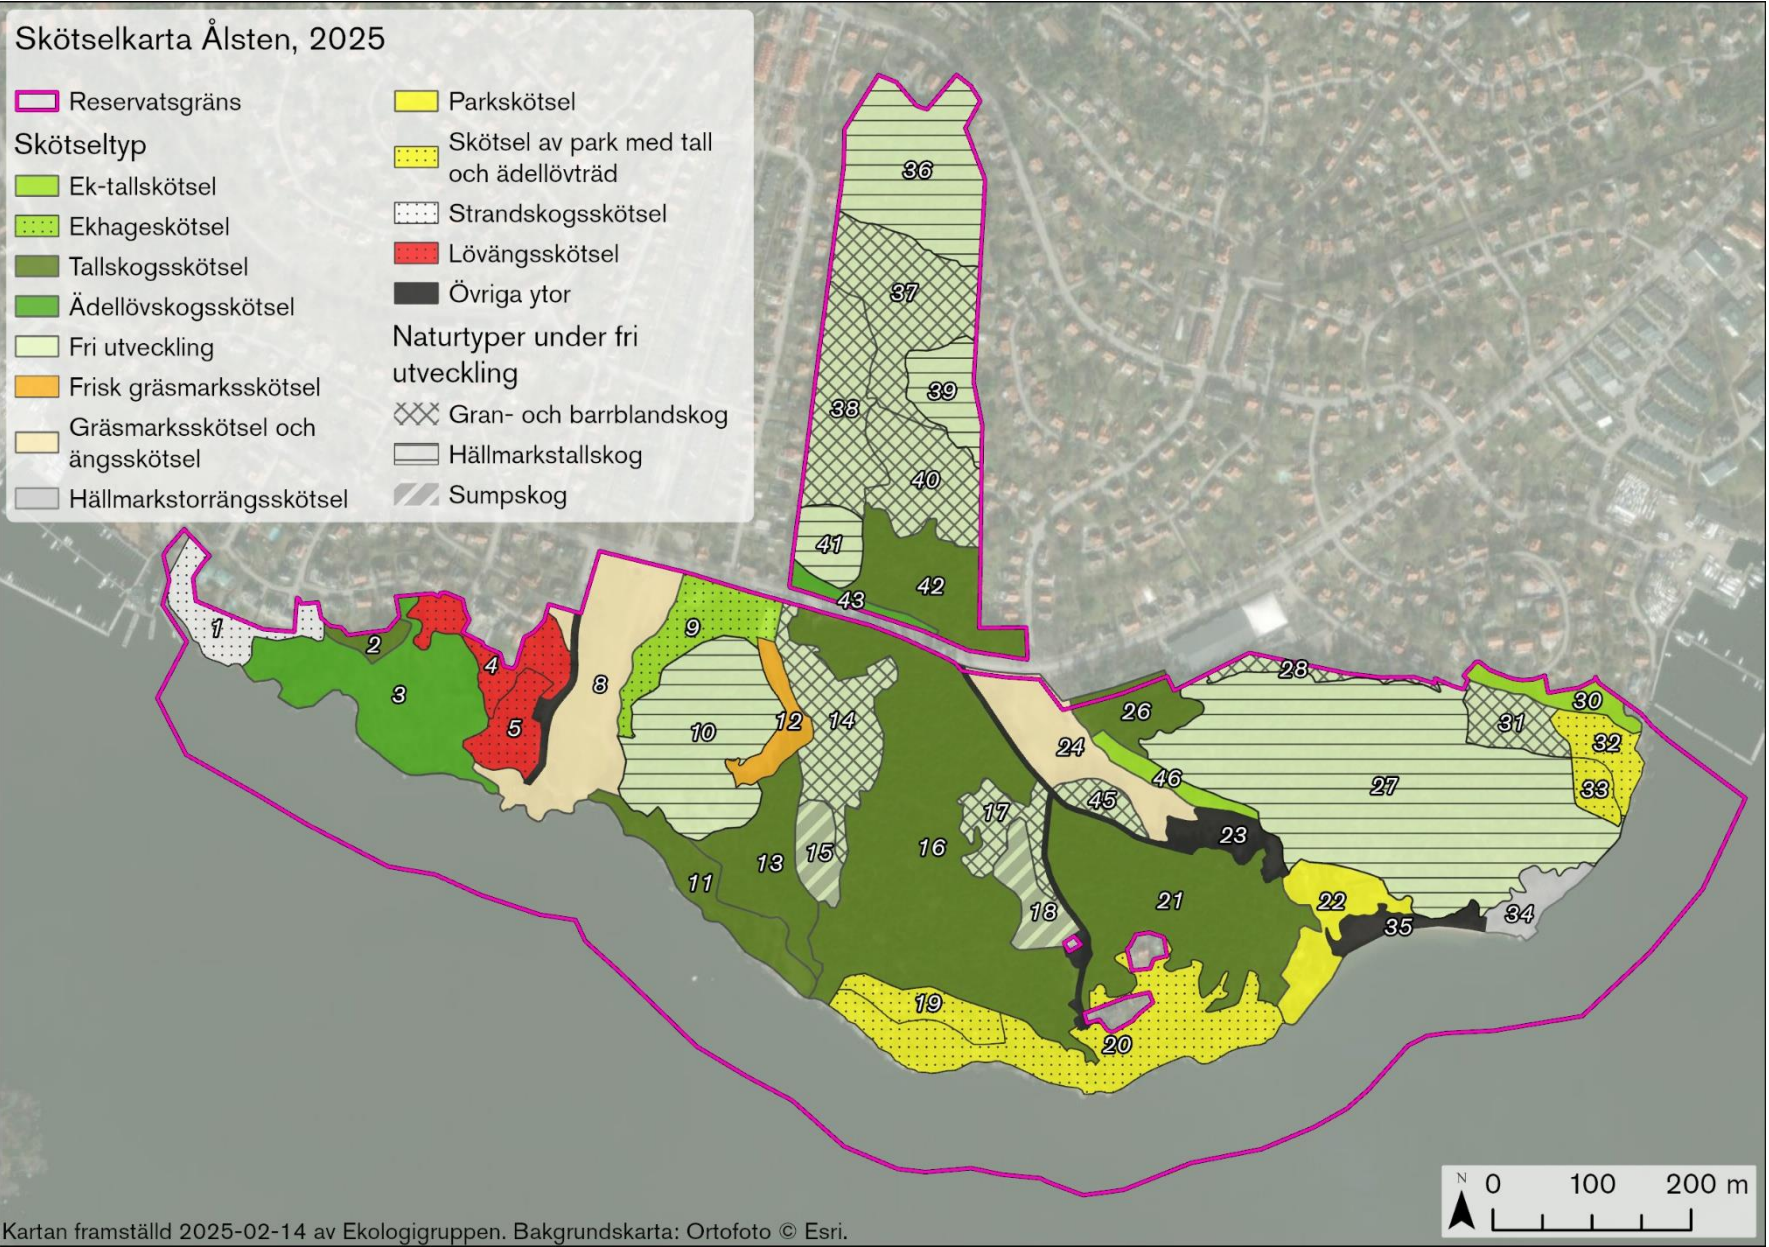 Skötselkarta Ålsten, 2025
Reservatsgräns
Skötseltyp
Ek-tallskötsel
Ekhageskötsel
Tallskogsskötsel
Ädellövskogsskötsel
Fri utveckling
Frisk gräsmarksskötsel
Gräsmarksskötsel och
ängsskötsel
Hällmarkstorrängsskötsel
Parkskötsel
Skötsel av park med tall
och ädellövträd
Strandskogsskötsel
Lövängsskötsel
Övriga ytor
Naturtyper under fri
utveckling
Gran- och barrblandskog
Hällmarkstallskog
Sumpskog
36
37
39
38
40
41
42
43
1
2
3
4
5
8
9
10
12
14
11
13
15
16
17
18
19
20
21
22
23
24
26
46
45
27
28
30
31
32
33
34
35
N 0 100 200 m
Kartan framställd 2025-02-14 av Ekologigruppen. Bakgrundskarta: Ortofoto © Esri.